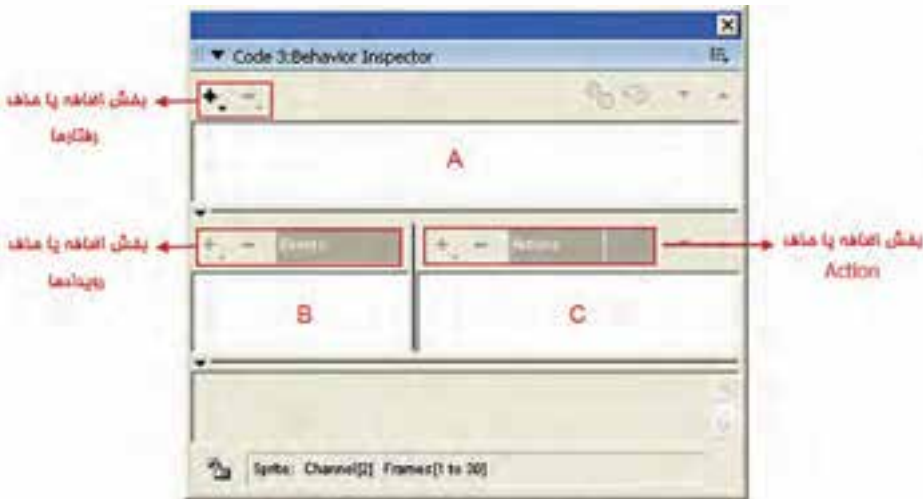 Code 3:Behavior Inspector
بخش اضافه یا حذف
رفتارها
A
بخش اضافه یا حذف
رویدادها
Events
Actions
بخش اضافه یا حذف
Action
B
C
Sprite: Channel[2] Frames[1 to 30]